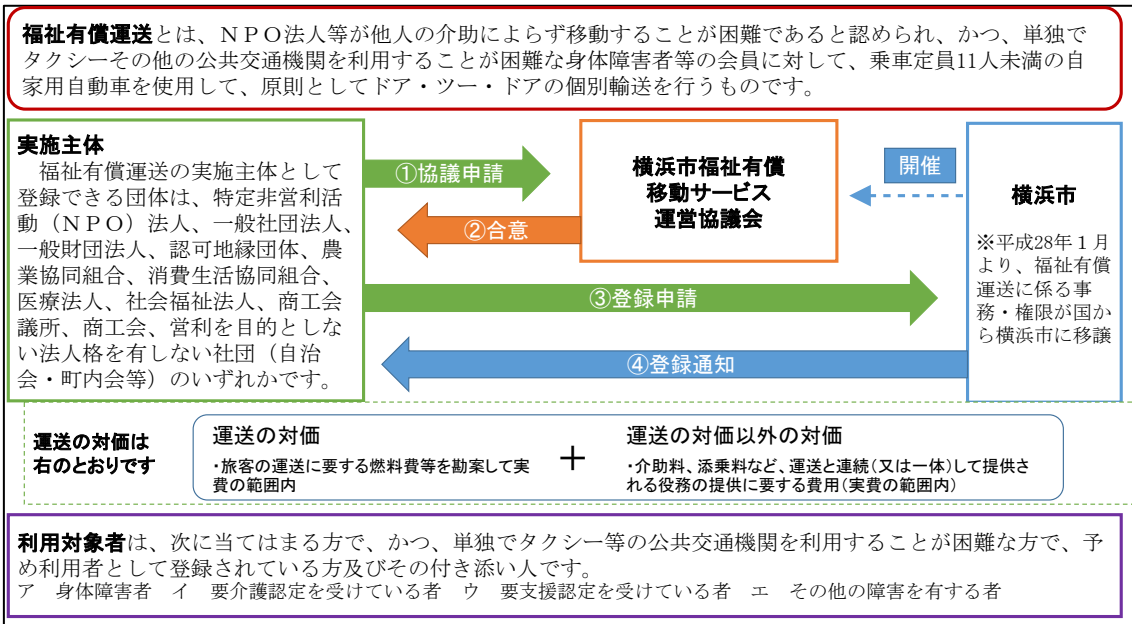 福祉有償運送とは、ＮＰＯ法人等が他人の介助によらず移動することが困難であると認められ、かつ、単独で
タクシーその他の公共交通機関を利用することが困難な身体障害者等の会員に対して、乗車定員11人未満の自
家用自動車を使用して、原則としてドア・ツー・ドアの個別輸送を行うものです。
実施主体
　福祉有償運送の実施主体として
登録できる団体は、特定非営利活
動（ＮＰＯ）法人、一般社団法人、
一般財団法人、認可地縁団体、農
業協同組合、消費生活協同組合、
医療法人、社会福祉法人、商工会
議所、商工会、営利を目的としな
い法人格を有しない社団（自治
会・町内会等）のいずれかです。
①協議申請
②合意
横浜市福祉有償
移動サービス
運営協議会
開催
横浜市
※平成28年１月
より、福祉有償
運送に係る事
務・権限が国か
ら横浜市に移譲
③登録申請
④登録通知
運送の対価は
右のとおりです
運送の対価
・旅客の運送に要する燃料費等を勘案して実
費の範囲内
＋
運送の対価以外の対価
・介助料、添乗料など、運送と連続(又は一体)して提供さ
れる役務の提供に要する費用(実費の範囲内)
利用対象者は、次に当てはまる方で、かつ、単独でタクシー等の公共交通機関を利用することが困難な方で、予
め利用者として登録されている方及びその付き添い人です。
ア　身体障害者　イ　要介護認定を受けている者　ウ　要支援認定を受けている者　エ　その他の障害を有する者